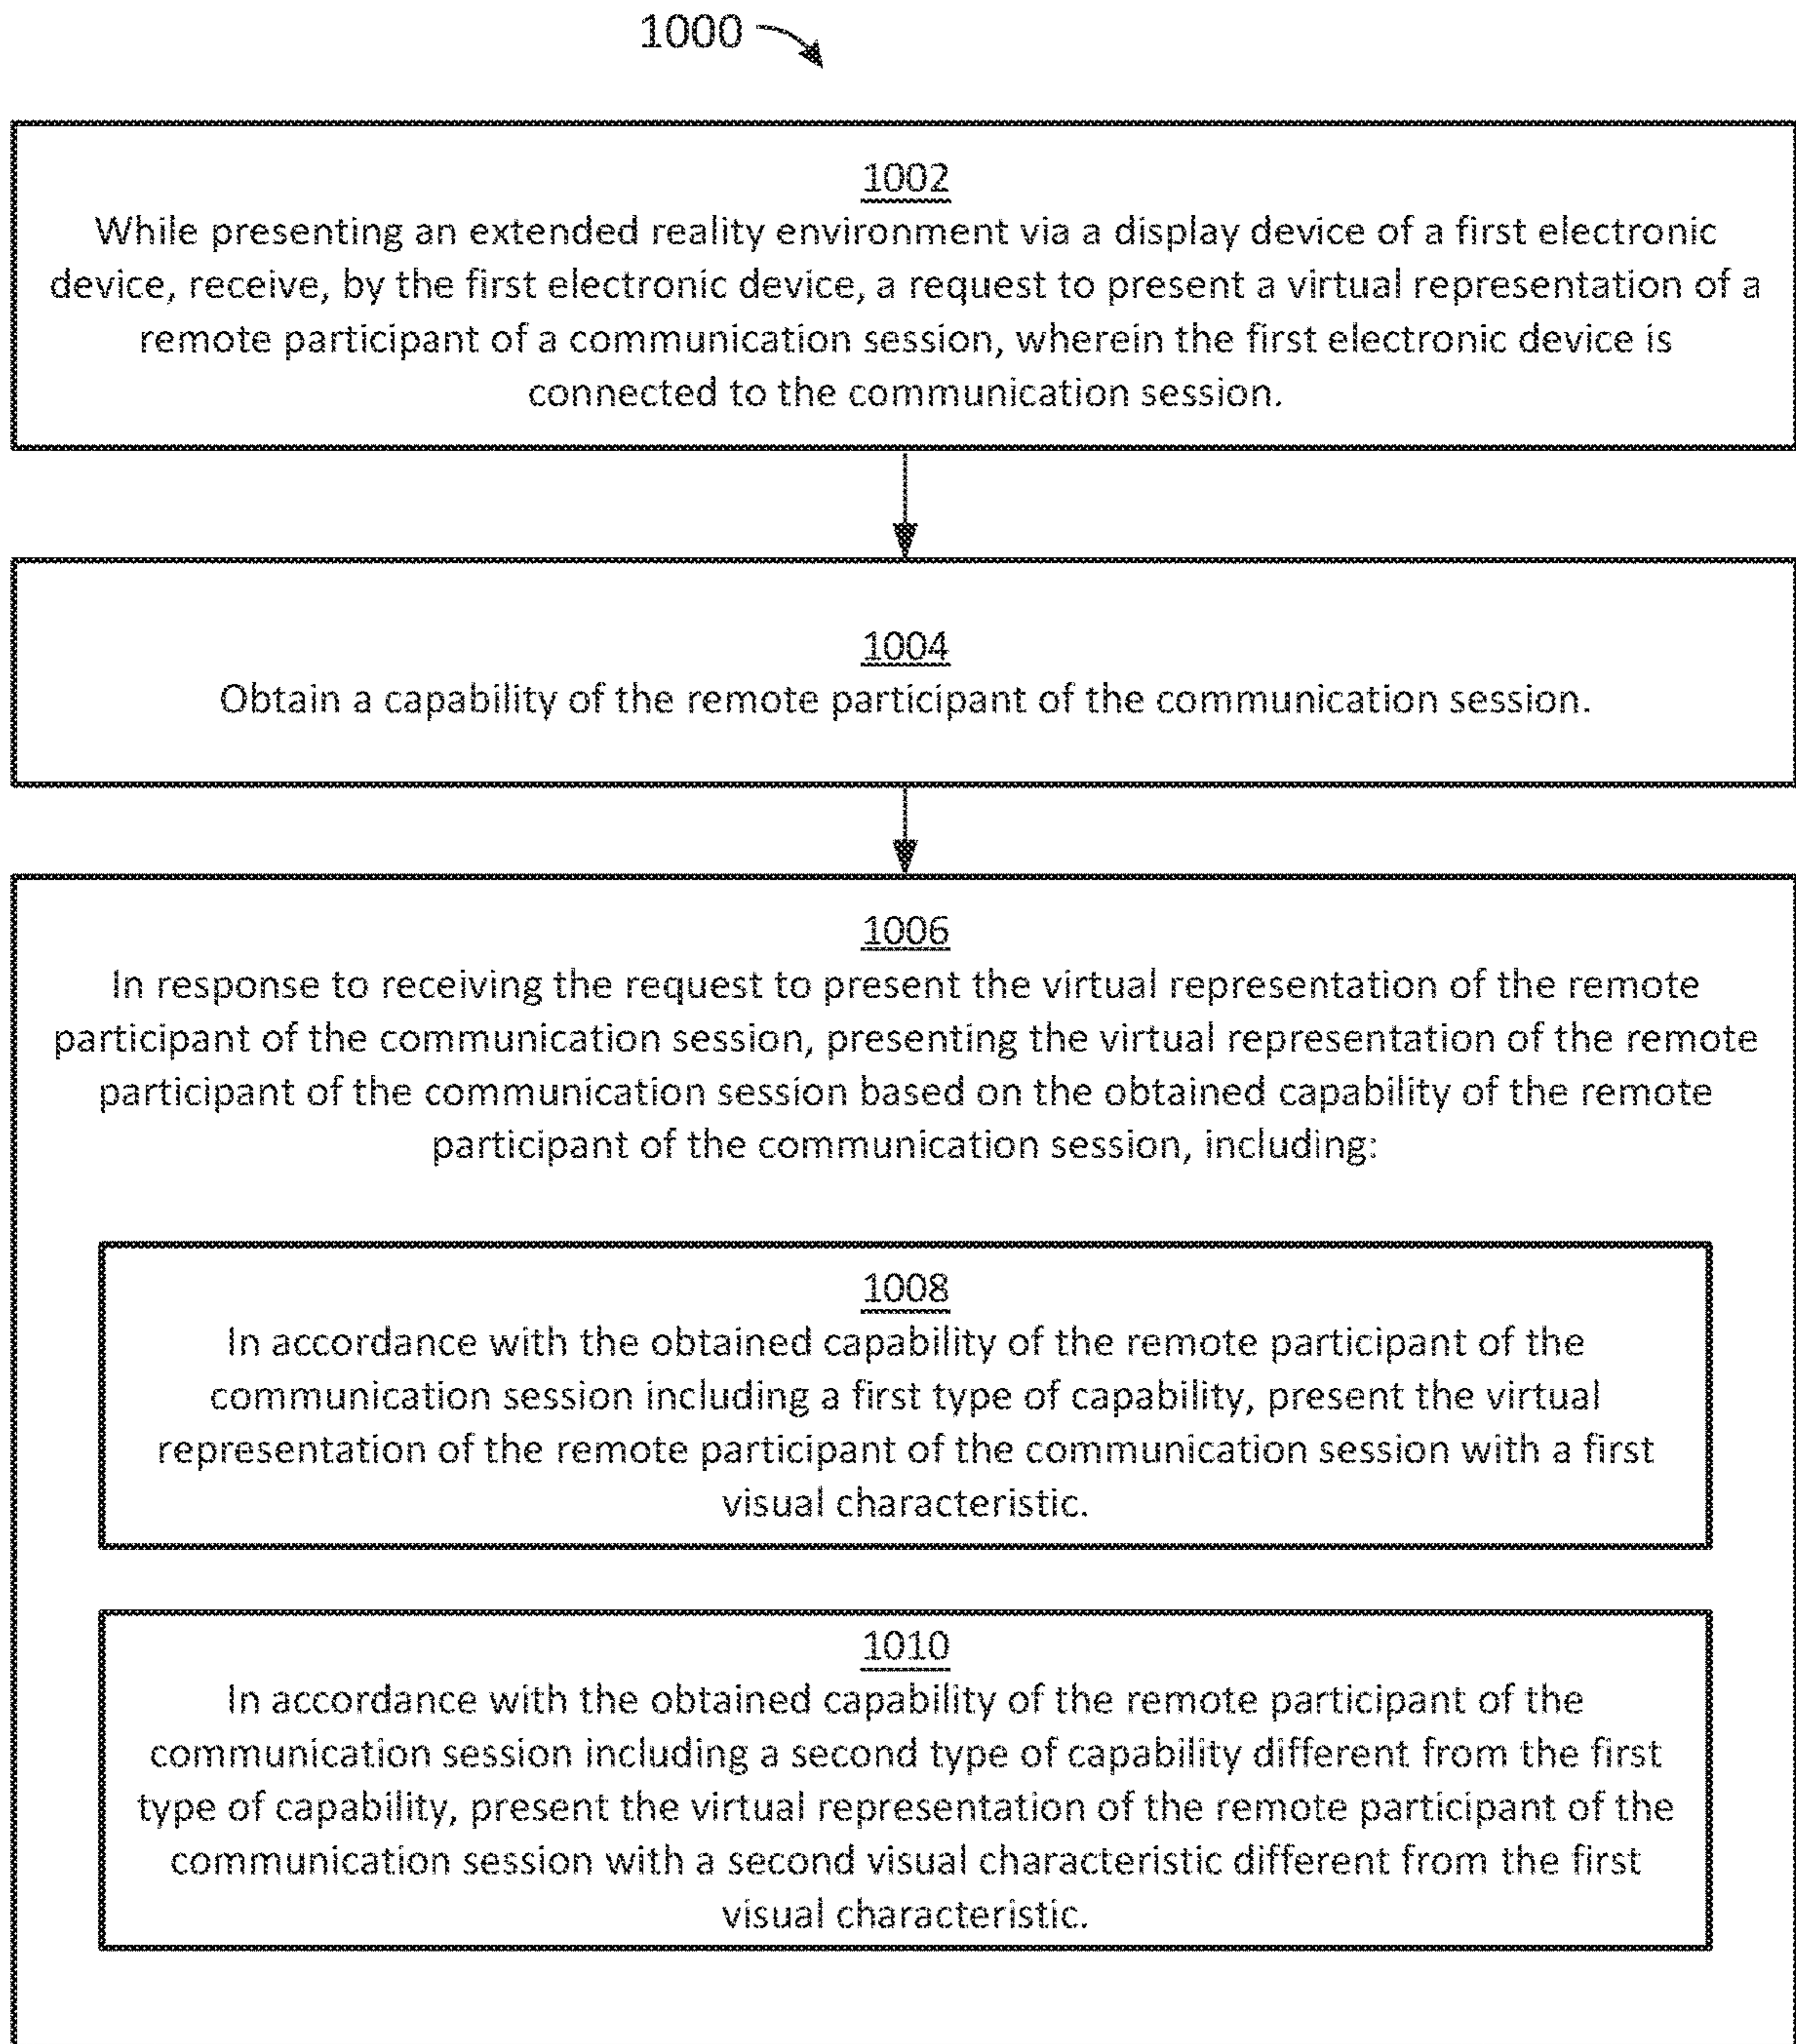 1000
1002
While presenting an extended reality environment via a display device of a first electronic
device, receive, by the first electronic device, a request to present a virtual representation of a
remote participant of a communication session, wherein the first electronic device is
connected to the communication session.
1004
Obtain a capability of the remote participant of the communication session.
1006
In response to receiving the request to present the virtual representation of the remote
participant of the communication session, presenting the virtual representation of the remote
participant of the communication session based on the obtained capability of the remote
participant of the communication session, including:
1008
In accordance with the obtained capability of the remote participant of the
communication session including a first type of capability, present the virtual
representation of the remote participant of the communication session with a first
visual characteristic.
1010
In accordance with the obtained capability of the remote participant of the
communication session including a second type of capability different from the first
type of capability, present the virtual representation of the remote participant of the
communication session with a second visual characteristic different from the first
visual characteristic.